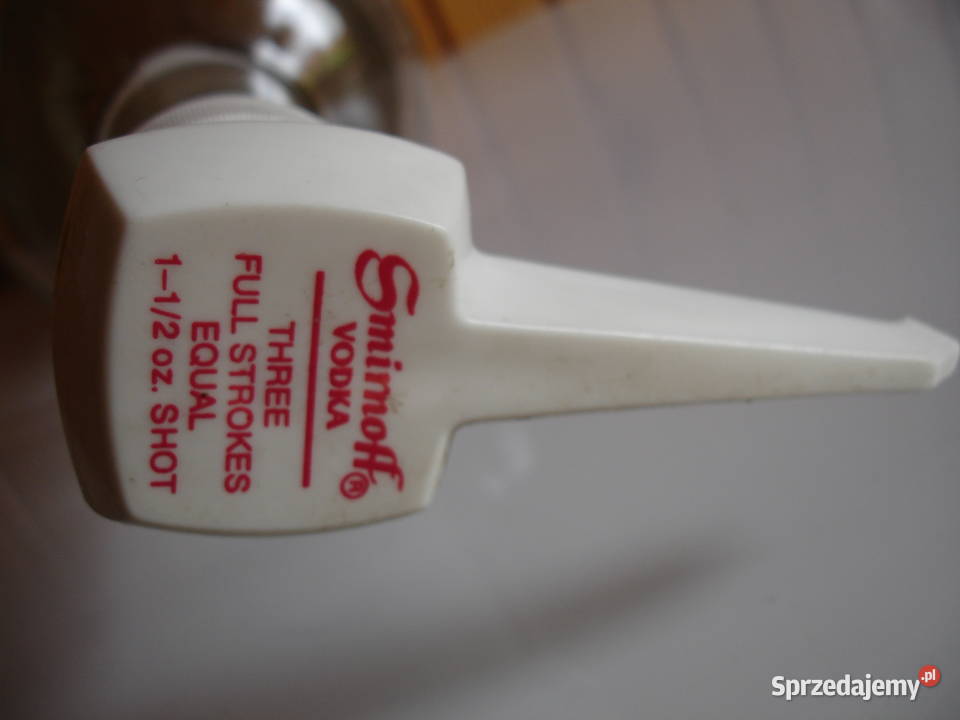 Smirnoff®
VODKA
THREE
FULL STROKES
EQUAL
1-1/2 oz. SHOT
Sprzedajemy.pl